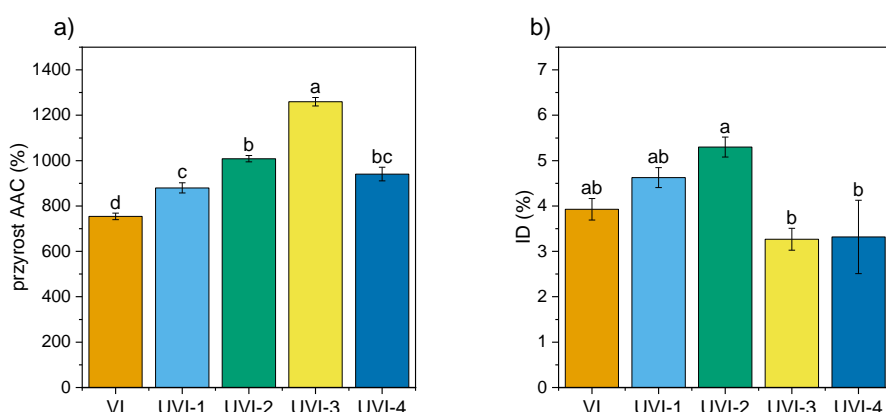 a)
przyrost AAC (%)
1400
1200
1000
800
600
400
200
0
d
c
b
a
bc
VI UVI-1 UVI-2 UVI-3 UVI-4
b)
ID (%)
7
6
5
4
3
2
1
0
ab
ab
a
b
b
VI UVI-1 UVI-2 UVI-3 UVI-4